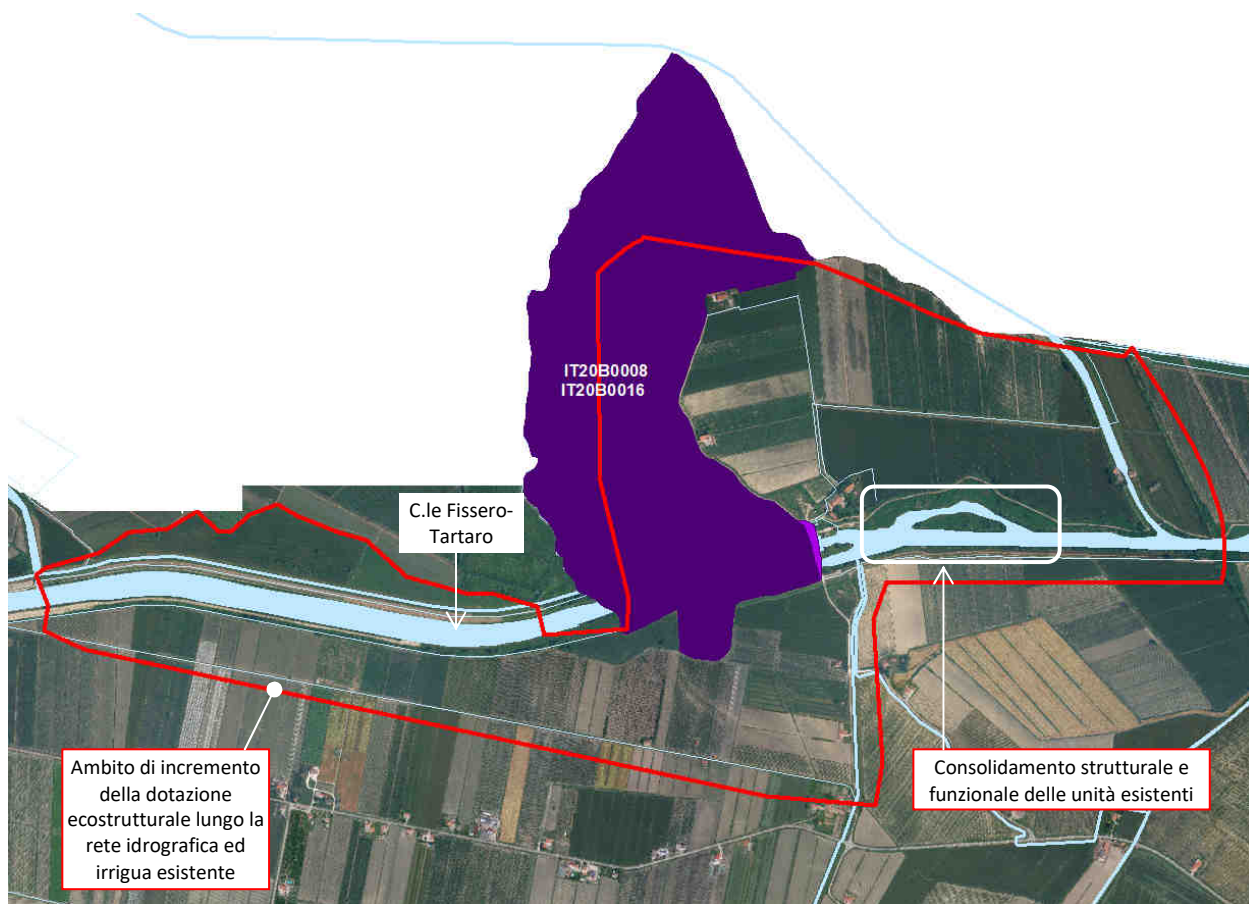 IT20B0008
IT20B0016
C.le Fissero-
Tartaro
Ambito di incremento
della dotazione
ecostrutturale lungo la
rete idrografica ed
irrigua esistente
Consolidamento strutturale e
funzionale delle unità esistenti